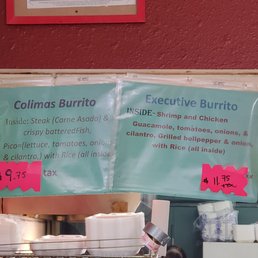 Colimas Burrito
Inside: Steak (Carne Asada) &
crispy batteredFish,
Pico=(lettuce, tomatoes, onions,
& cilantro,) with Rice (all inside)
$9.75
tax
Executive Burrito
INSIDE- Shrimp and Chicken
Guacamole, tomatoes, onions, &
cilantro. Grilled bellpepper & onion,
with Rice (all inside)
$11.75
tax